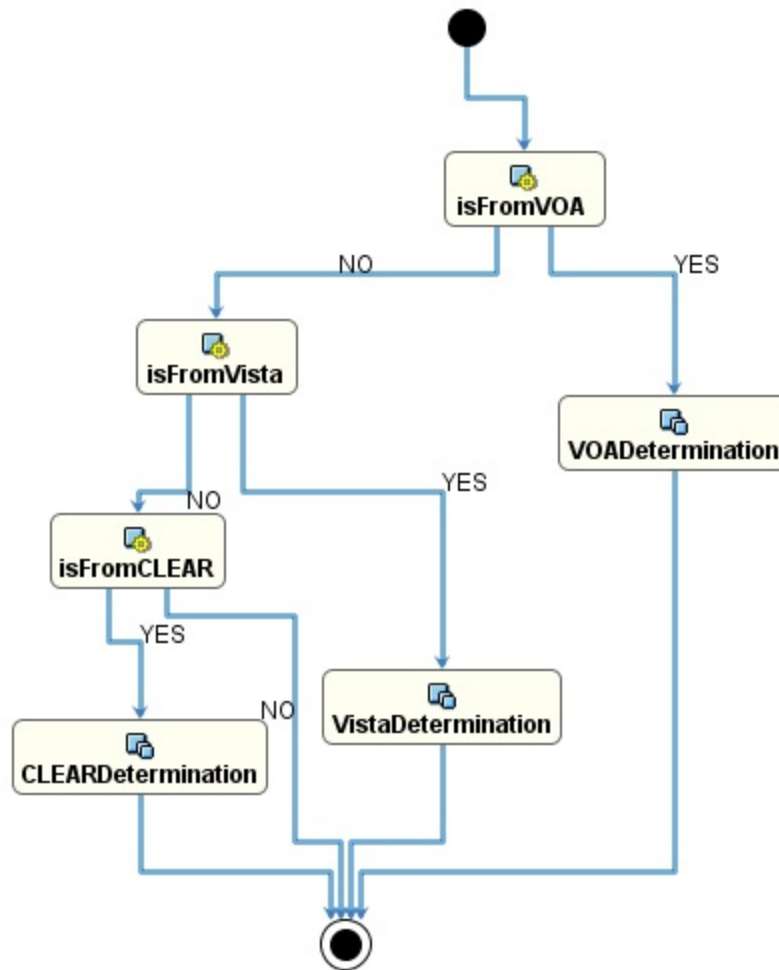 isFromVOA
NO
YES
isFromVista
VOADetermination
YES
NO
isFromCLEAR
YES
NO
VistaDetermination
CLEARDetermination